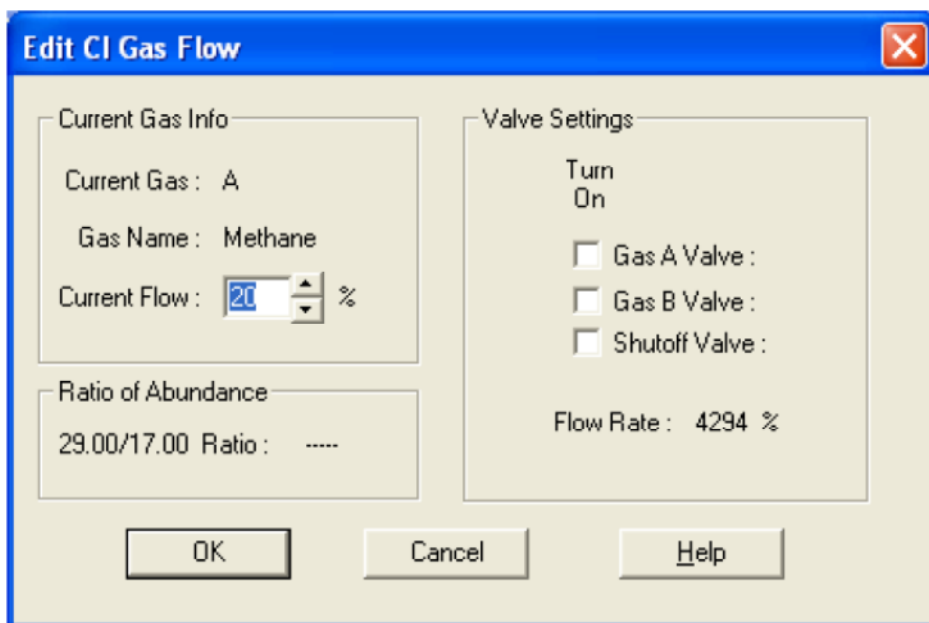 Edit CI Gas Flow
Current Gas Info
Current Gas : A
Gas Name : Methane
Current Flow : 20 %
Ratio of Abundance
29.00/17.00 Ratio : -----
Valve Settings
Turn
On
Gas A Valve :
Gas B Valve :
Shutoff Valve :
Flow Rate : 4294 %
OK
Cancel
Help